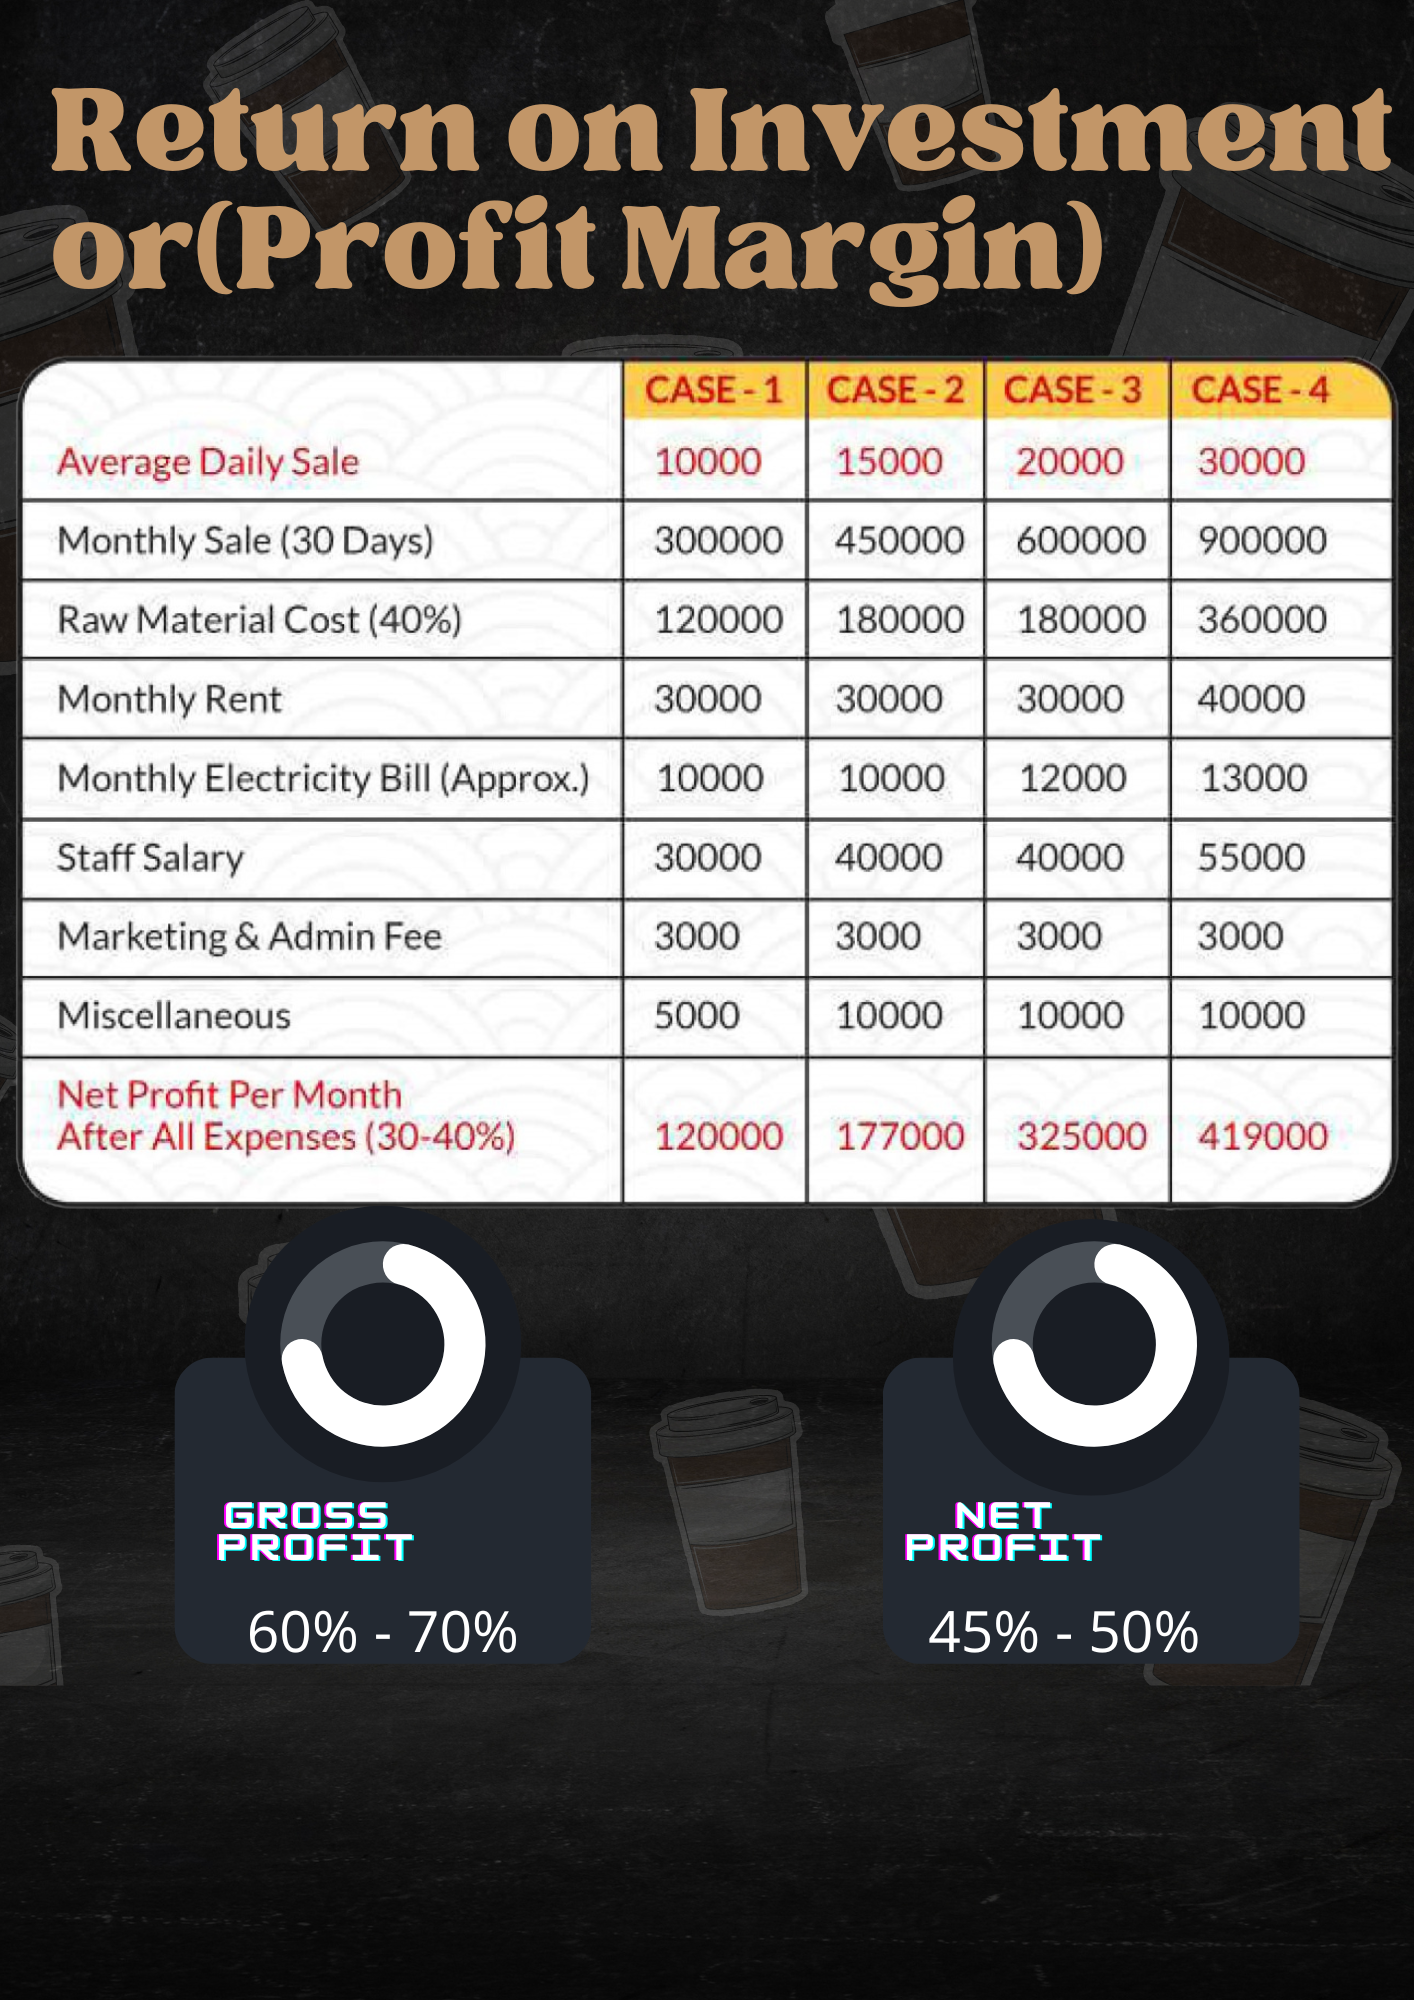 Return on Investment
or(Profit Margin)
CASE - 1 CASE - 2 CASE - 3 CASE - 4
Average Daily Sale 10000 15000 20000 30000
Monthly Sale (30 Days) 300000 450000 600000 900000
Raw Material Cost (40%) 120000 180000 180000 360000
Monthly Rent 30000 30000 30000 40000
Monthly Electricity Bill (Approx.) 10000 10000 12000 13000
Staff Salary 30000 40000 40000 55000
Marketing & Admin Fee 3000 3000 3000 3000
Miscellaneous 5000 10000 10000 10000
Net Profit Per Month
After All Expenses (30-40%) 120000 177000 325000 419000
GROSS
PROFIT
60% - 70%
NET
PROFIT
45% - 50%